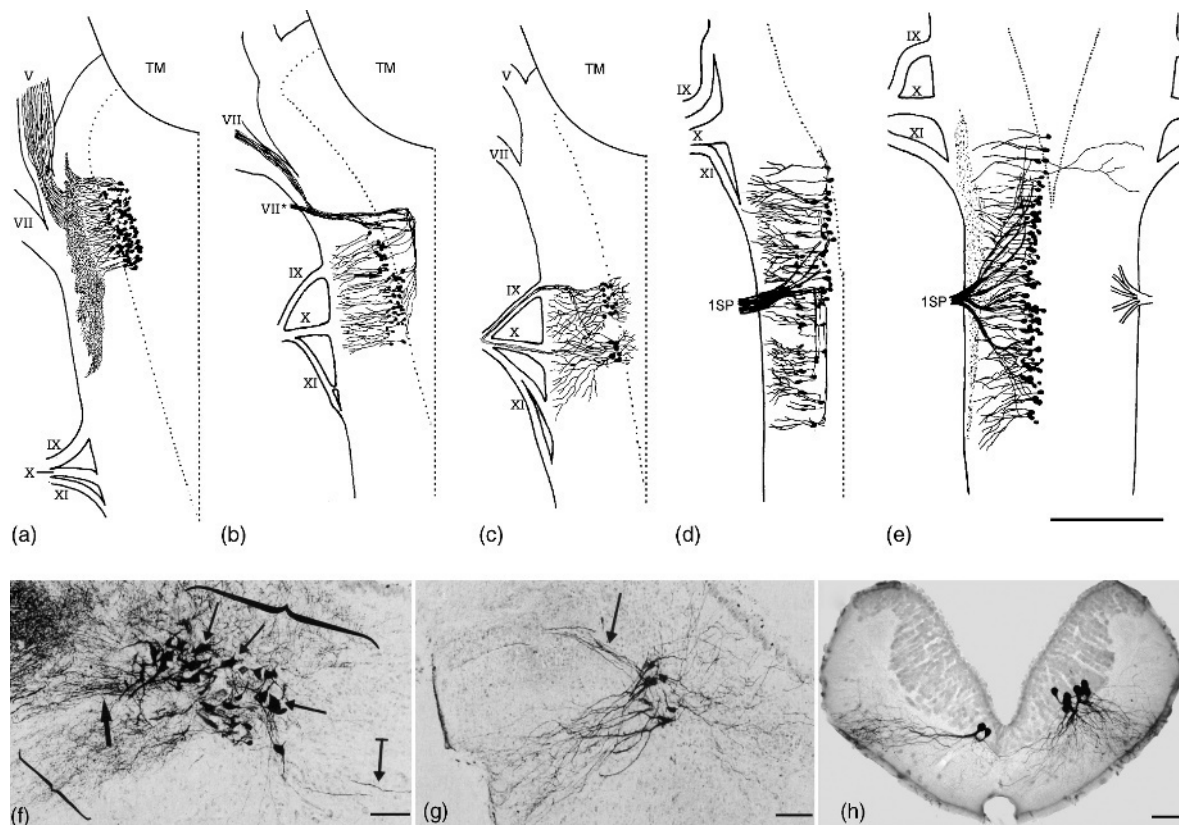 V
TM
VII
IX
X
XI
(a)
VII
TM
VII*
IX
X
XI
(b)
V
TM
VII
IX
X
XI
(c)
IX
X
XI
1SP
(d)
IX
X
XI
1SP
(e)
(f)
(g)
(h)